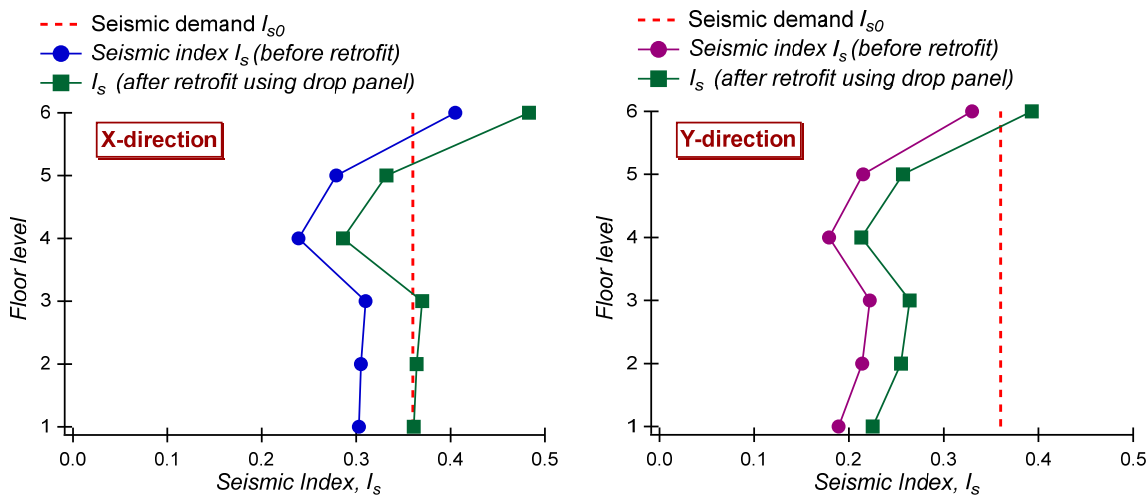 Seismic demand Is0
Seismic index Is (before retrofit)
Is (after retrofit using drop panel)
X-direction
Floor level
6
5
4
3
2
1
0.0 0.1 0.2 0.3 0.4 0.5
Seismic Index, Is
Seismic demand Is0
Seismic index Is (before retrofit)
Is (after retrofit using drop panel)
Y-direction
Floor level
6
5
4
3
2
1
0.0 0.1 0.2 0.3 0.4 0.5
Seismic Index, Is